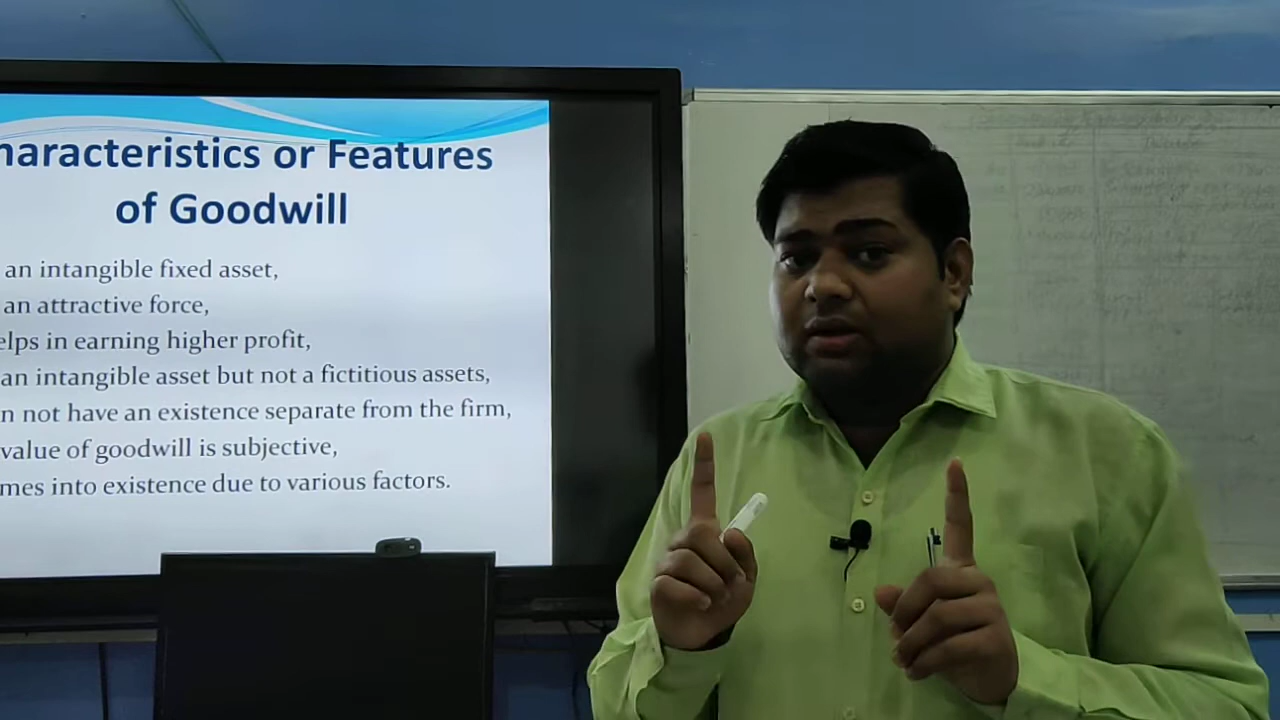 haracteristics or Features
of Goodwill
an intangible fixed asset,
an attractive force,
elps in earning higher profit,
an intangible asset but not a fictitious assets,
n not have an existence separate from the firm,
value of goodwill is subjective,
mes into existence due to various factors.